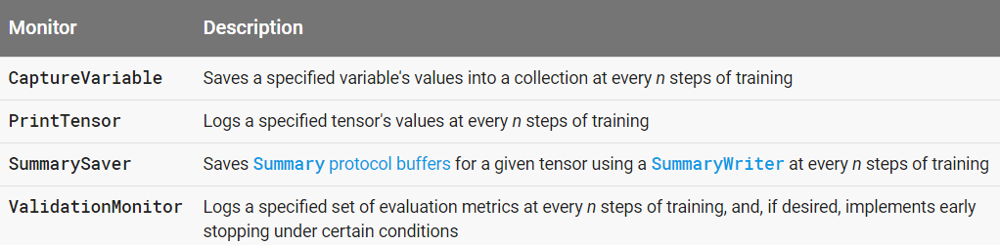 Monitor Description
CaptureVariable Saves a specified variable's values into a collection at every n steps of training
PrintTensor Logs a specified tensor's values at every n steps of training
SummarySaver Saves Summary protocol buffers for a given tensor using a SummaryWriter at every n steps of training
ValidationMonitor Logs a specified set of evaluation metrics at every n steps of training, and, if desired, implements early
stopping under certain conditions